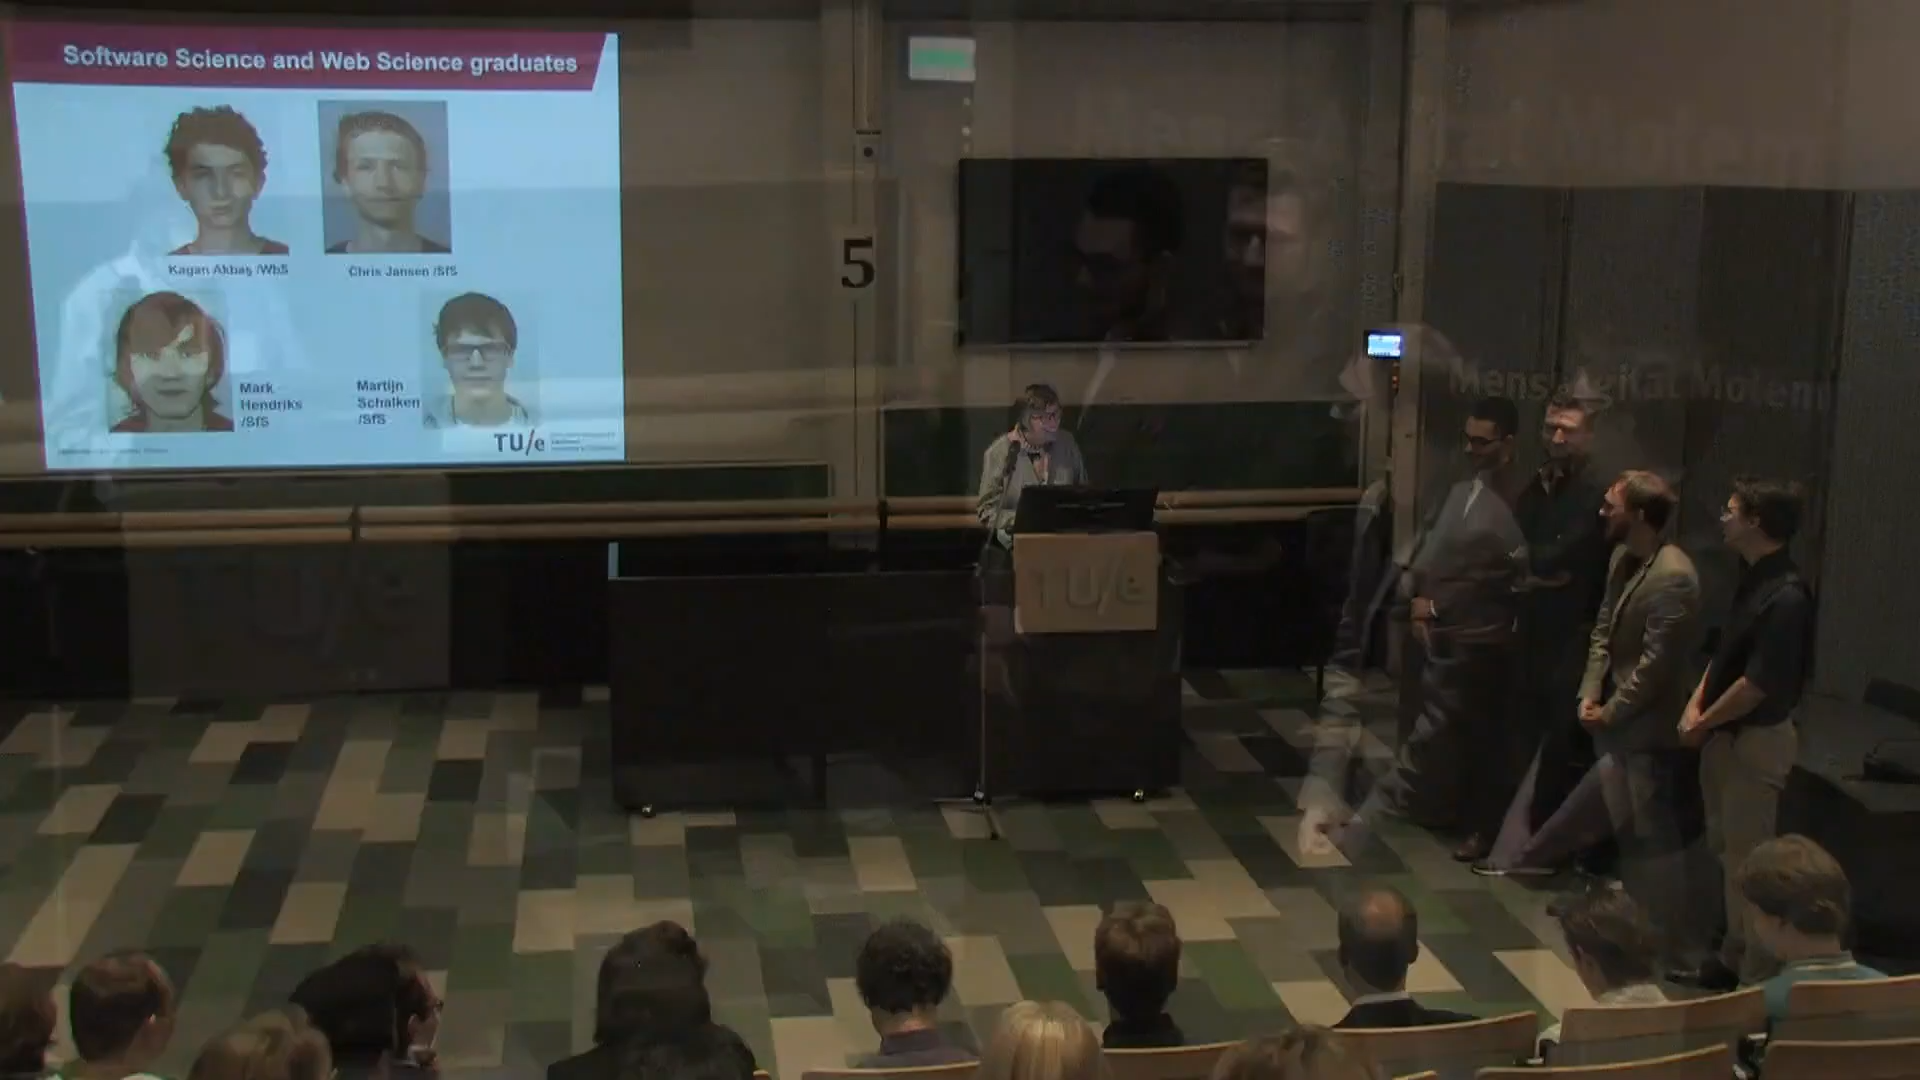 Software Science and Web Science graduates
Kagan Akbaş /WbS
Chris Jansen /SfS
Mark
Hendriks
/SfS
Martijn
Schalken
/SfS
TU/e
5
TU/e
TU/e